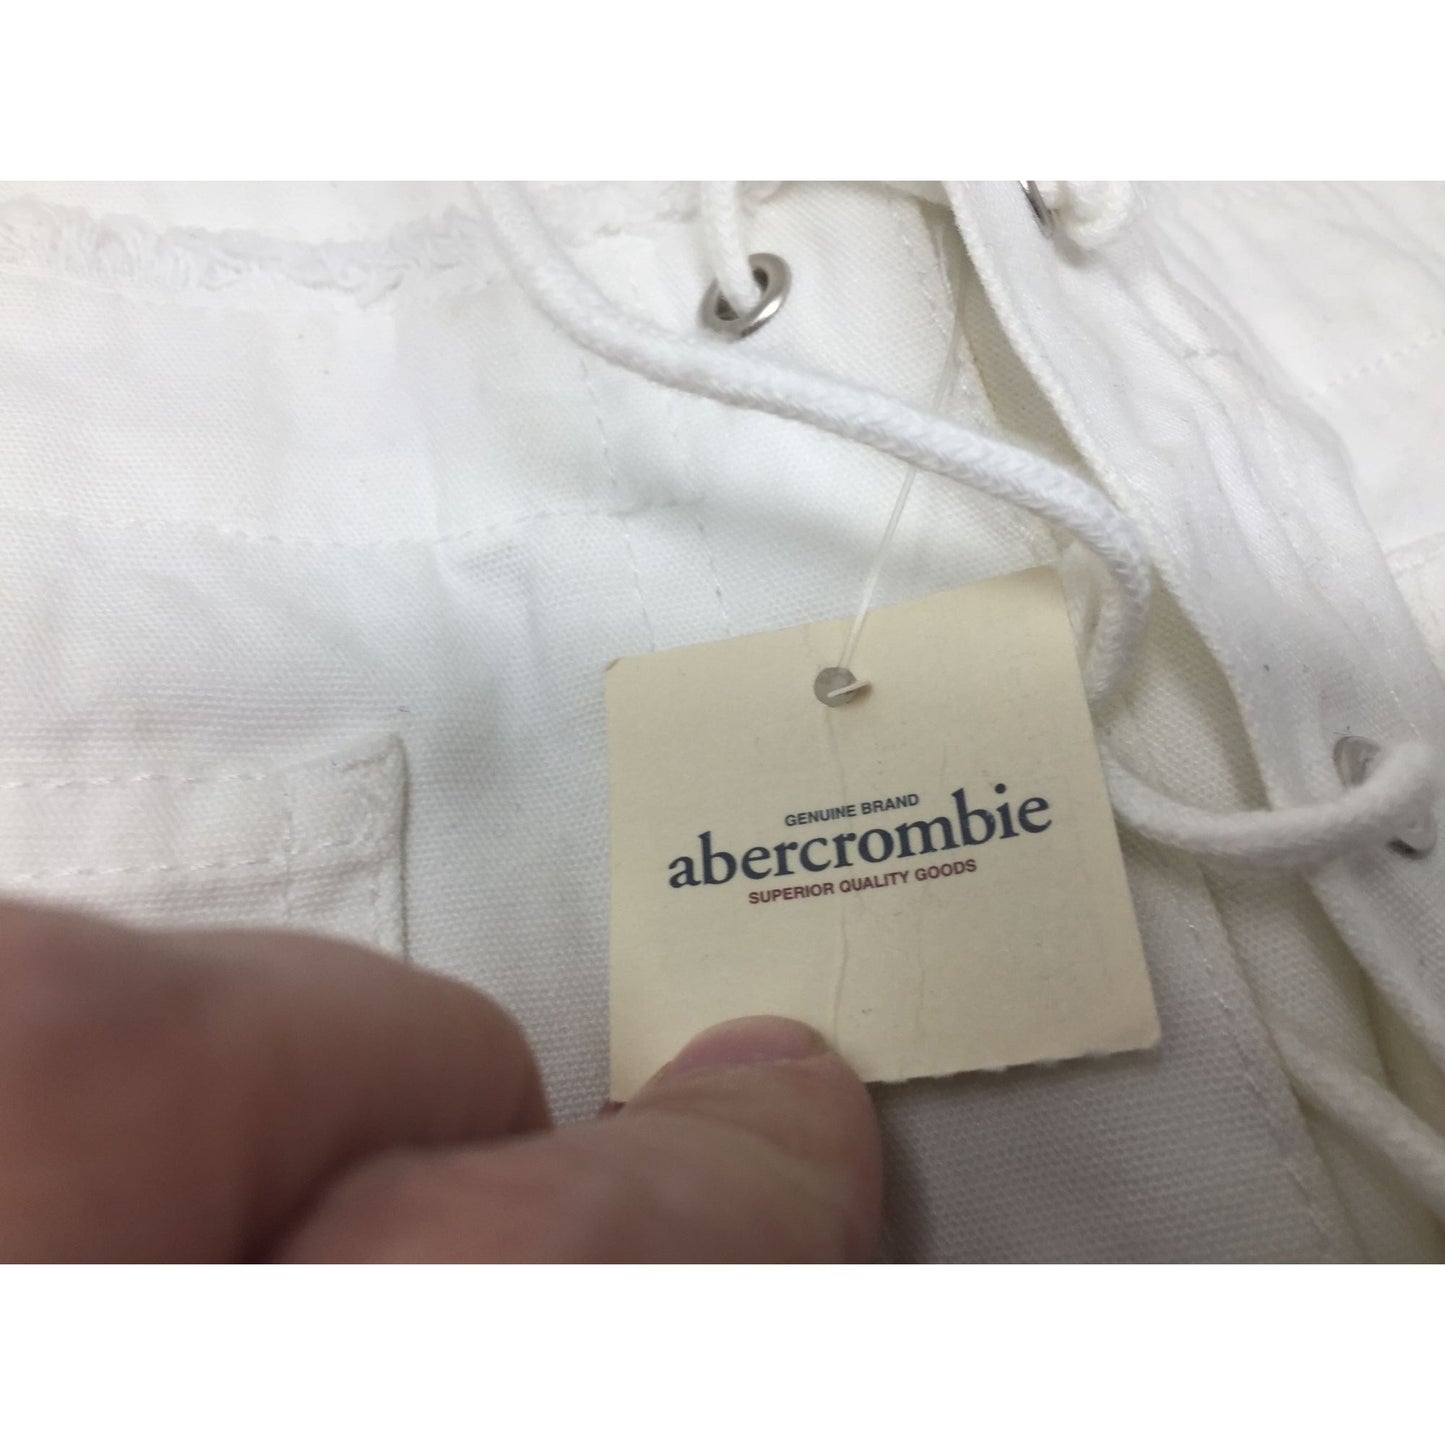 GENUINE BRAND
abercrombie
SUPERIOR QUALITY GOODS